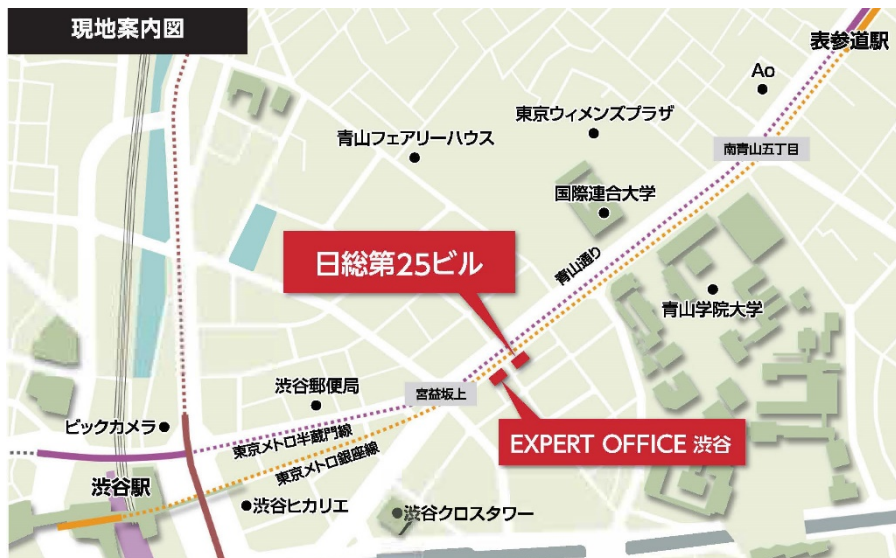 現地案内図
表参道駅
Ao
東京ウィメンズプラザ
青山フェアリーハウス
南青山五丁目
国際連合大学
日総第25ビル
青山通り
青山学院大学
渋谷郵便局
宮益坂上
ビックカメラ
東京メトロ半蔵門線
EXPERT OFFICE 渋谷
東京メトロ銀座線
渋谷駅
渋谷ヒカリエ
渋谷クロスタワー